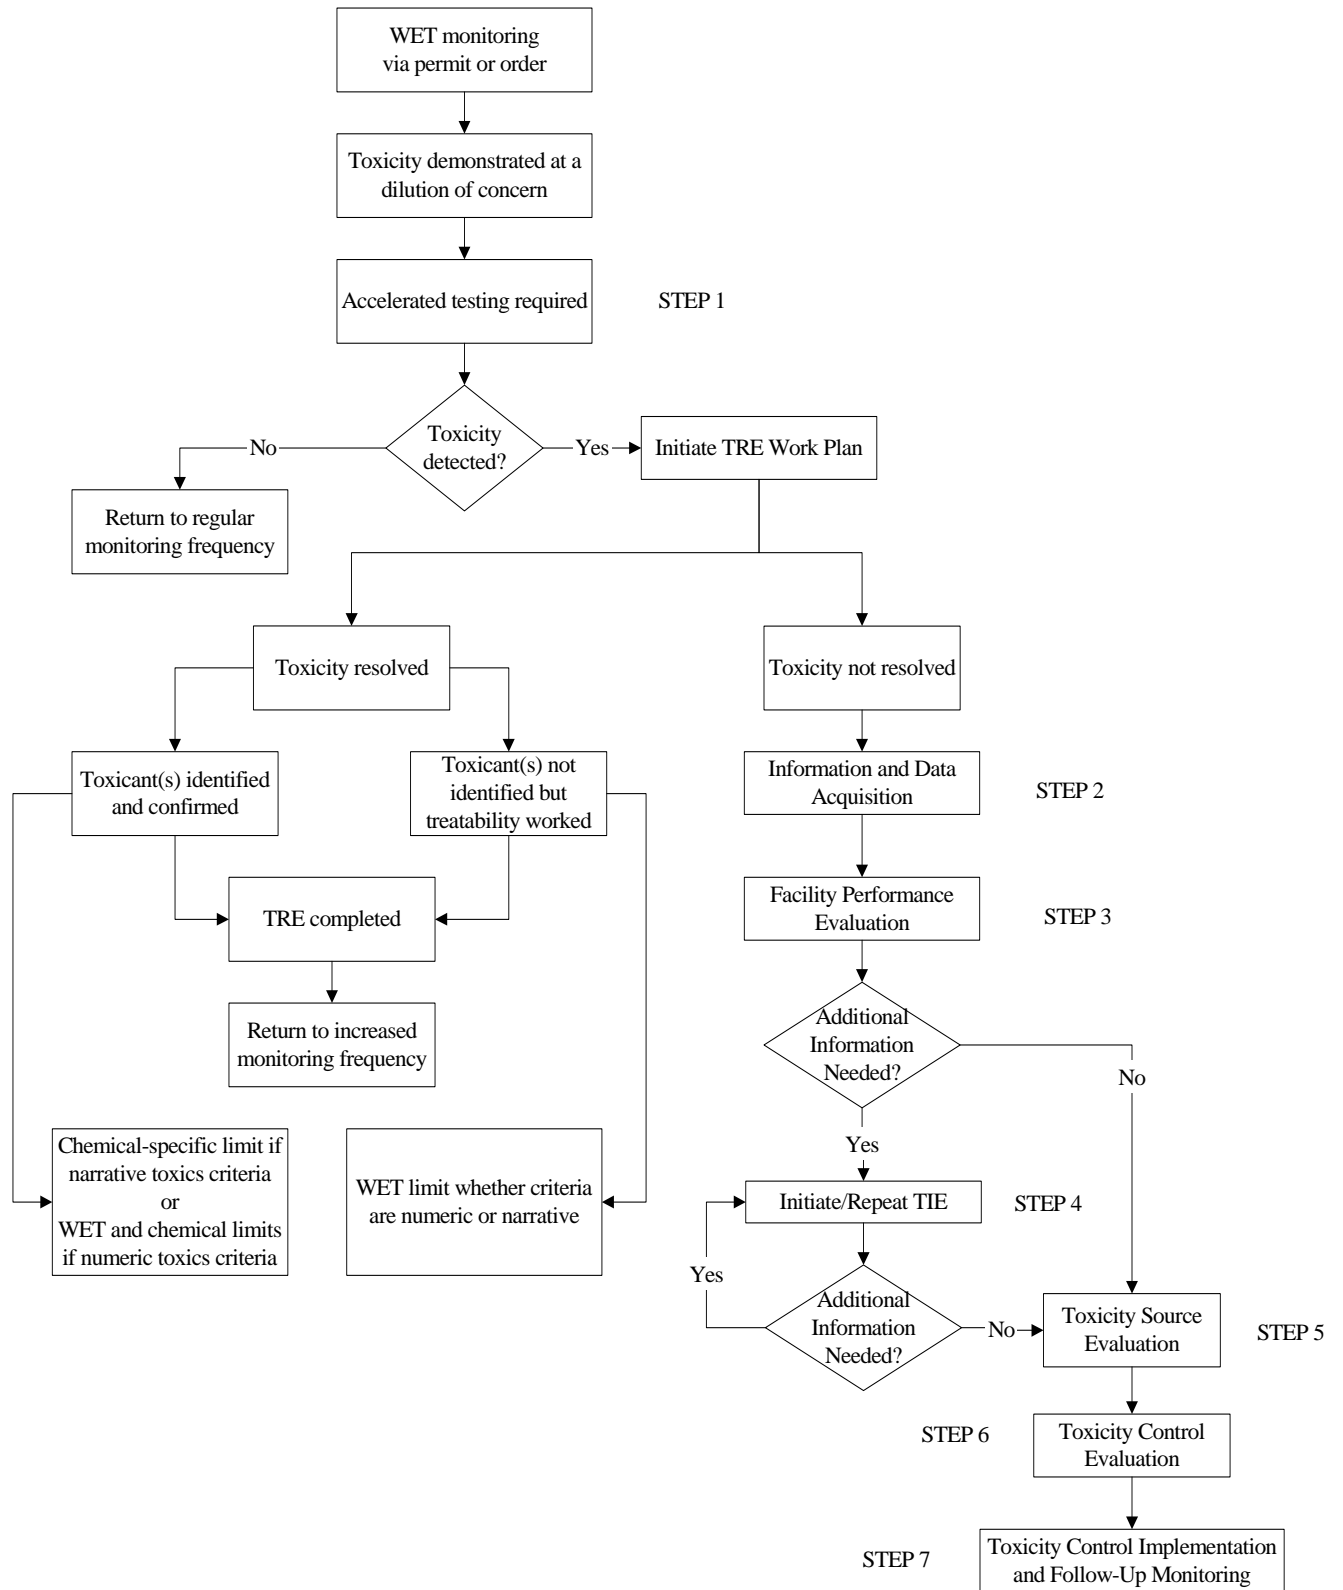 WET monitoring
via permit or order
Toxicity demonstrated at a
dilution of concern
Accelerated testing required
STEP 1
Toxicity
detected?
No
Yes
Initiate TRE Work Plan
Return to regular
monitoring frequency
Toxicity resolved
Toxicity not resolved
Toxicant(s) identified
and confirmed
Toxicant(s) not
identified but
treatability worked
Information and Data
Acquisition
STEP 2
TRE completed
Facility Performance
Evaluation
STEP 3
Return to increased
monitoring frequency
Additional
Information
Needed?
No
Yes
Chemical-specific limit if
narrative toxics criteria
or
WET and chemical limits
if numeric toxics criteria
WET limit whether criteria
are numeric or narrative
Initiate/Repeat TIE
STEP 4
Yes
Additional
Information
Needed?
No
Toxicity Source
Evaluation
STEP 5
STEP 6
Toxicity Control
Evaluation
STEP 7
Toxicity Control Implementation
and Follow-Up Monitoring